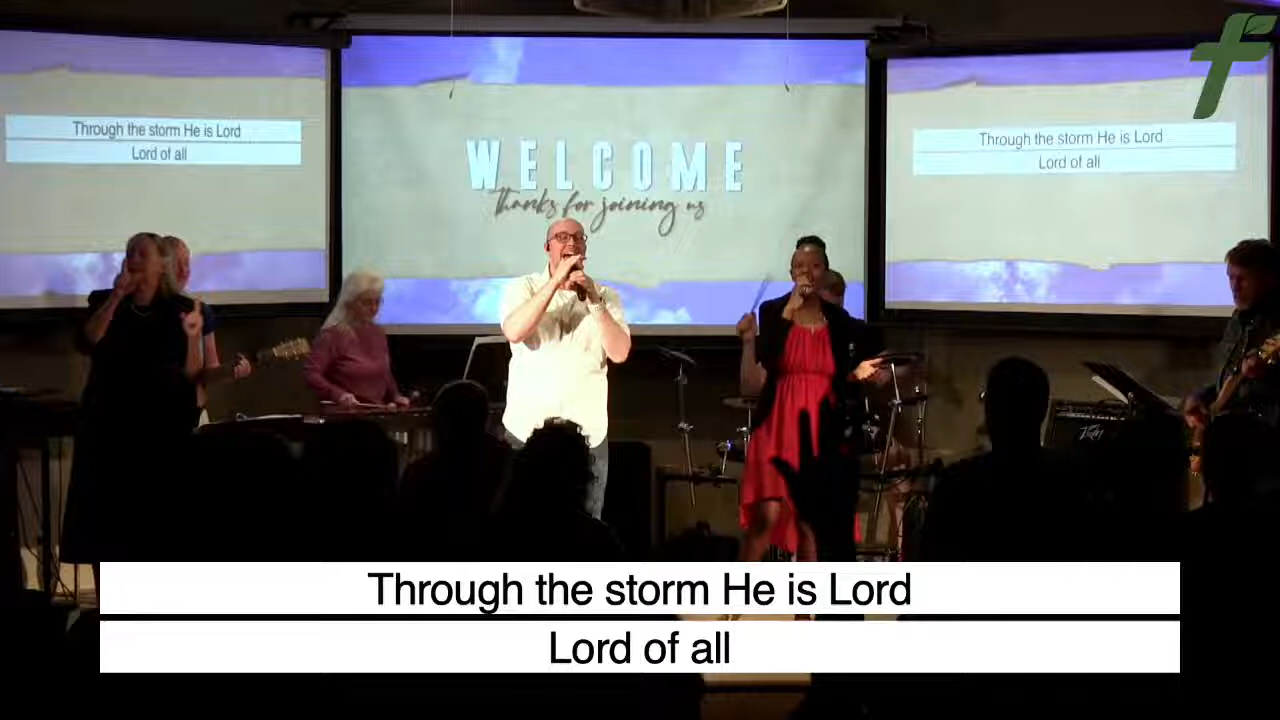 Through the storm He is Lord
Lord of all
WELCOME
Thanks for joining us
Through the storm He is Lord
Lord of all
Through the storm He is Lord
Lord of all